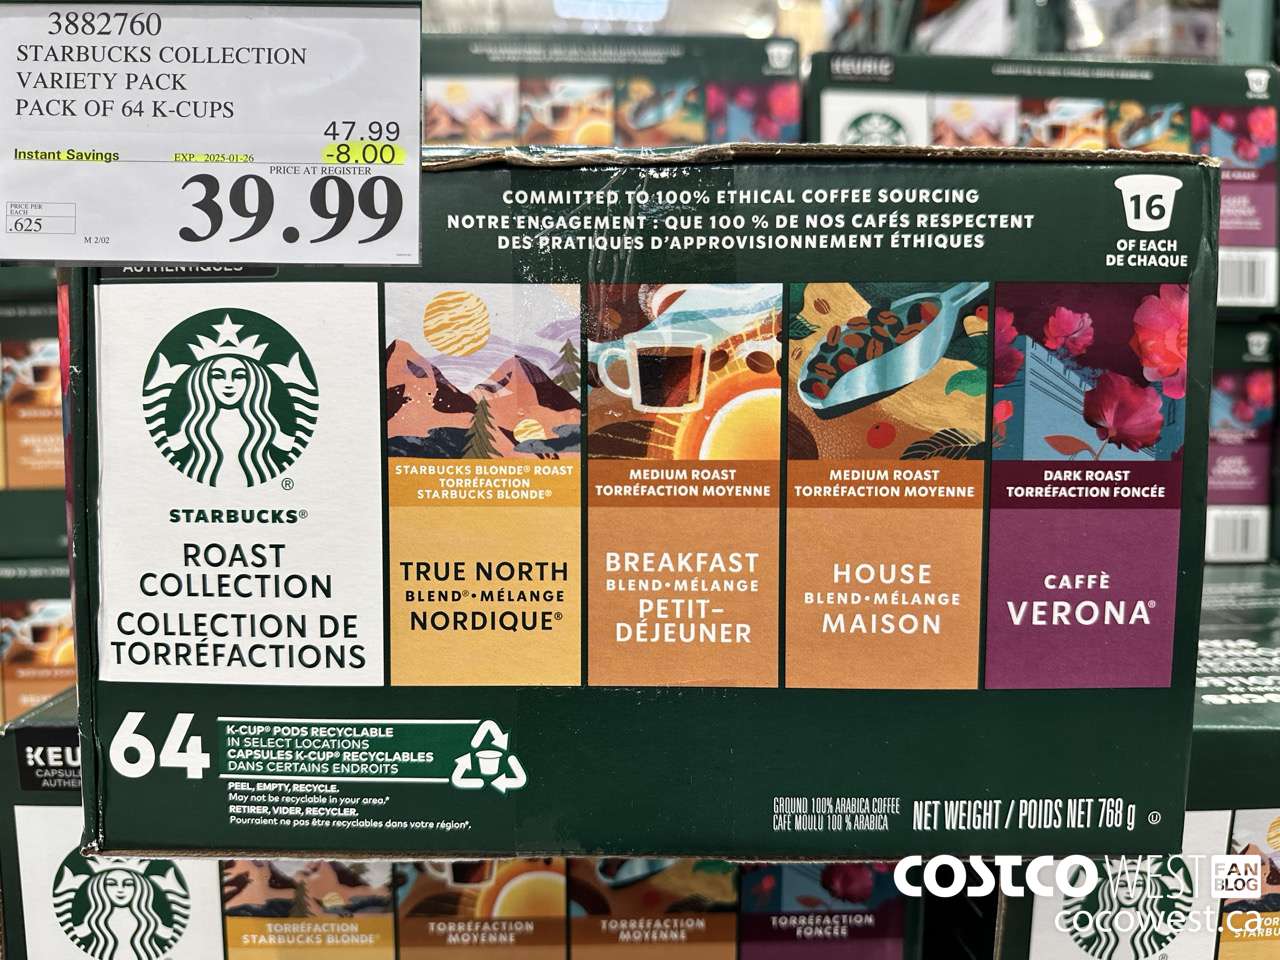 3882760
STARBUCKS COLLECTION
VARIETY PACK
PACK OF 64 K-CUPS
47.99
Instant Savings EXP. 2025-01-26 -8.00
PRICE AT REGISTER
39.99
PRICE PER
EACH
.625
M 2/02
KEURIG
AUTHENTIQUES
COMMITTED TO 100% ETHICAL COFFEE SOURCING
NOTRE ENGAGEMENT : QUE 100 % DE NOS CAFÉS RESPECTENT
DES PRATIQUES D'APPROVISIONNEMENT ÉTHIQUES
16
OF EACH
DE CHAQUE
STARBUCKS®
ROAST
COLLECTION
COLLECTION DE
TORRÉFACTIONS
STARBUCKS BLONDE® ROAST
TORRÉFACTION
STARBUCKS BLONDE®
TRUE NORTH
BLEND®•MÉLANGE
NORDIQUE®
MEDIUM ROAST
TORRÉFACTION MOYENNE
BREAKFAST
BLEND•MÉLANGE
PETIT-
DÉJEUNER
MEDIUM ROAST
TORRÉFACTION MOYENNE
HOUSE
BLEND•MÉLANGE
MAISON
DARK ROAST
TORRÉFACTION FONCÉE
CAFFÈ
VERONA®
64
K-CUP® PODS RECYCLABLE
IN SELECT LOCATIONS
CAPSULES K-CUP® RECYCLABLES
DANS CERTAINS ENDROITS
PEEL, EMPTY, RECYCLE.
May not be recyclable in your area.*
RETIRER, VIDER, RECYCLER.
Pourraient ne pas être recyclables dans votre région*.
GROUND 100% ARABICA COFFEE
CAFÉ MOULU 100 % ARABICA
NET WEIGHT / POIDS NET 768 g
KEU
CAPSUL
AUTHE
TORRÉFACTION
STARBUCKS BLONDE®
TORRÉFACTION
MOYENNE
TORRÉFACTION
MOYENNE
TORRÉFACTION
FONCÉE
COSTCO WEST FAN
BLOG
cocowest.ca